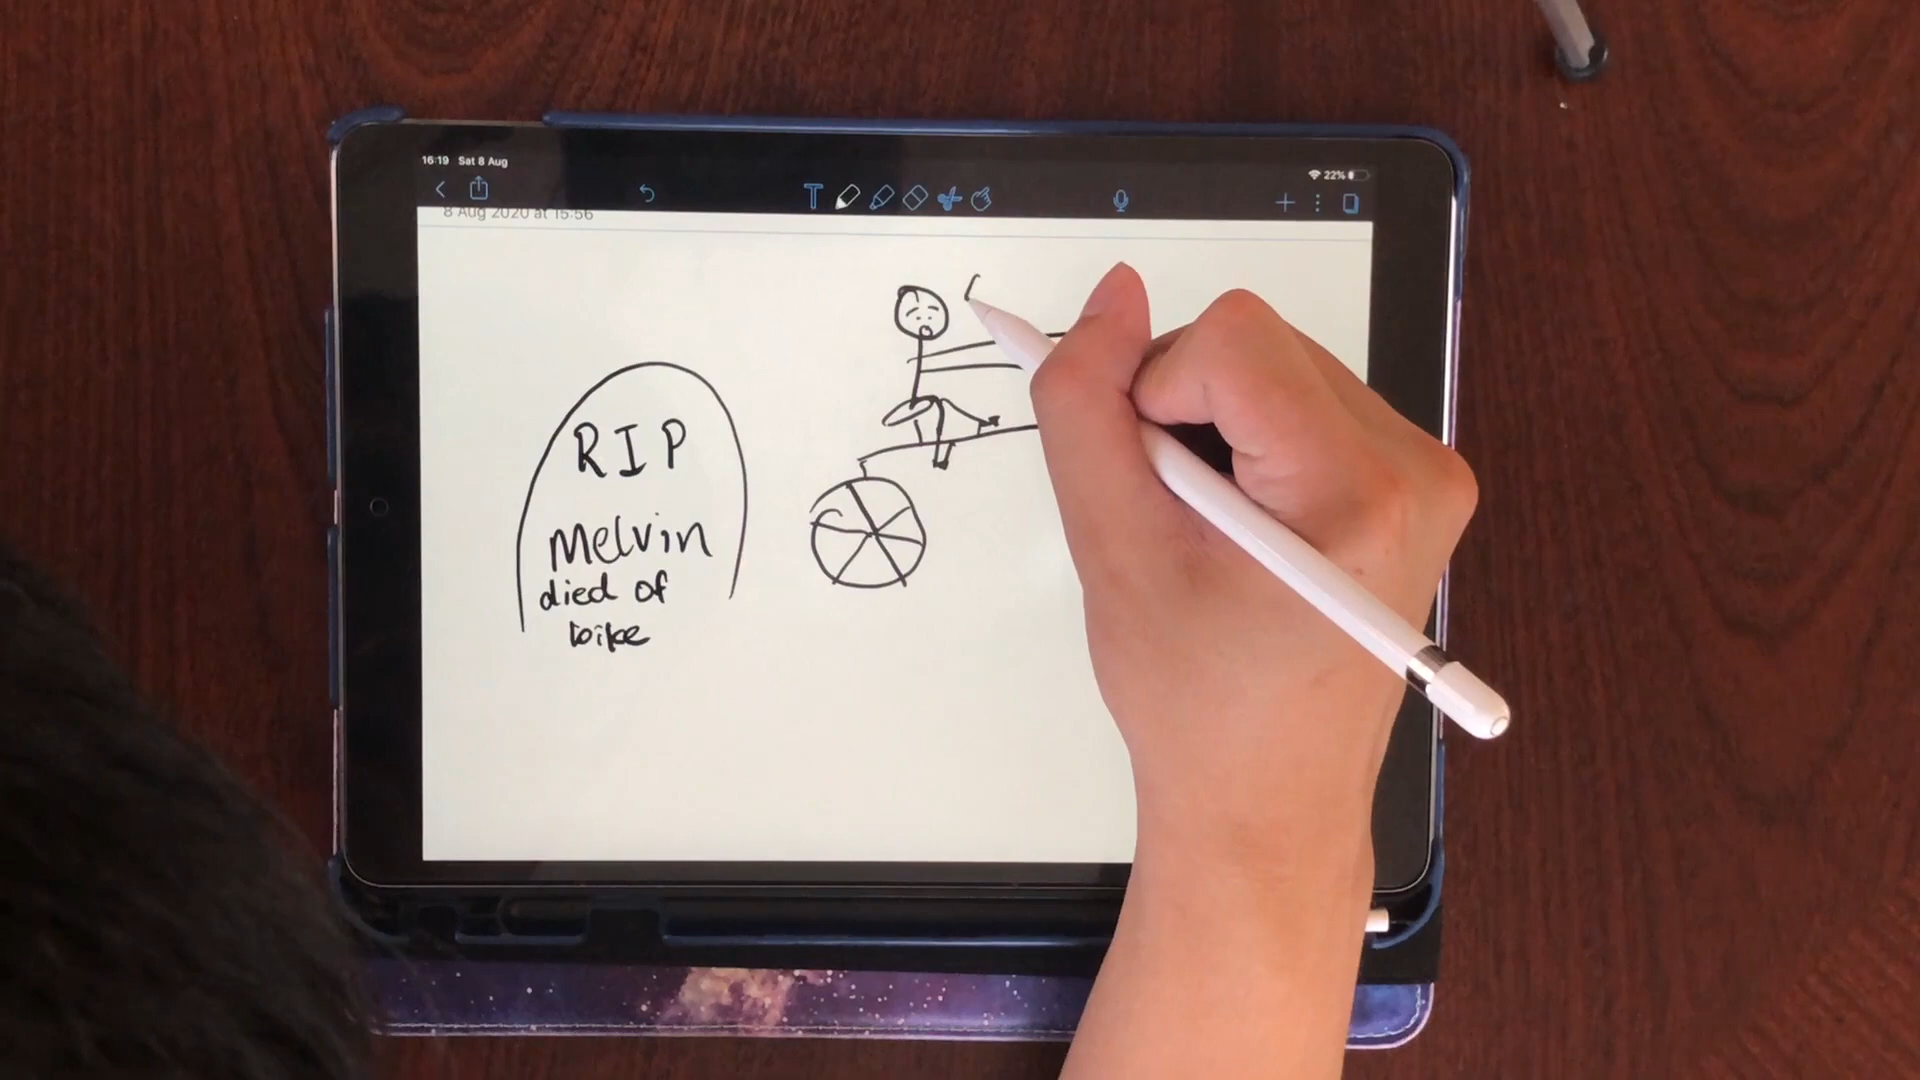 16:19 Sat 8 Aug
22%
T
8 Aug 2020 at 15:56
RIP
Melvin
died of
bike